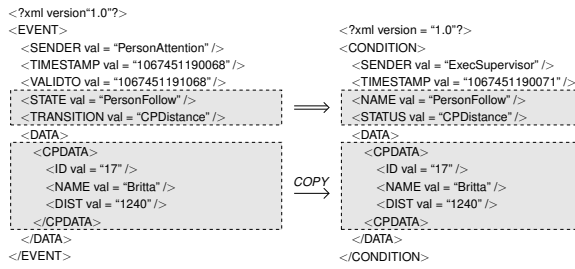 <?xml version“1.0”?>
<EVENT>
<SENDER val = “PersonAttention” />
<TIMESTAMP val = “1067451190068” />
<VALIDTO val = “1067451191068” />
<STATE val = “PersonFollow” />
<TRANSITION val = “CPDistance” />
<DATA>
<CPDATA>
<ID val = “17” />
<NAME val = “Britta” />
<DIST val = “1240” />
</CPDATA>
</DATA>
</EVENT>
COPY
<?xml version = “1.0”?>
<CONDITION>
<SENDER val = “ExecSupervisor” />
<TIMESTAMP val = “1067451190071” />
<NAME val = “PersonFollow” />
<STATUS val = “CPDistance” />
<DATA>
<CPDATA>
<ID val = “17” />
<NAME val = “Britta” />
<DIST val = “1240” />
<CPDATA>
</DATA>
</CONDITION>